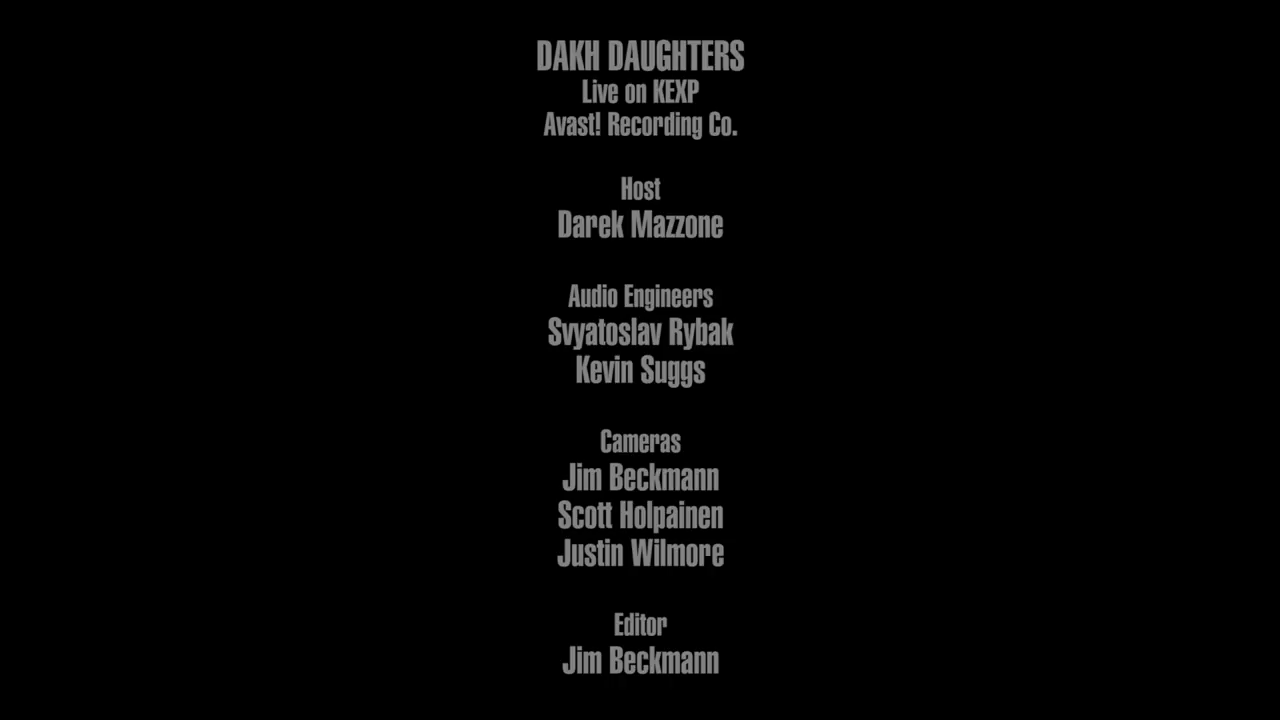 DAKH DAUGHTERS
Live on KEXP
Avast! Recording Co.
Host
Darek Mazzone
Audio Engineers
Svyatoslav Rybak
Kevin Suggs
Cameras
Jim Beckmann
Scott Holpainen
Justin Wilmore
Editor
Jim Beckmann